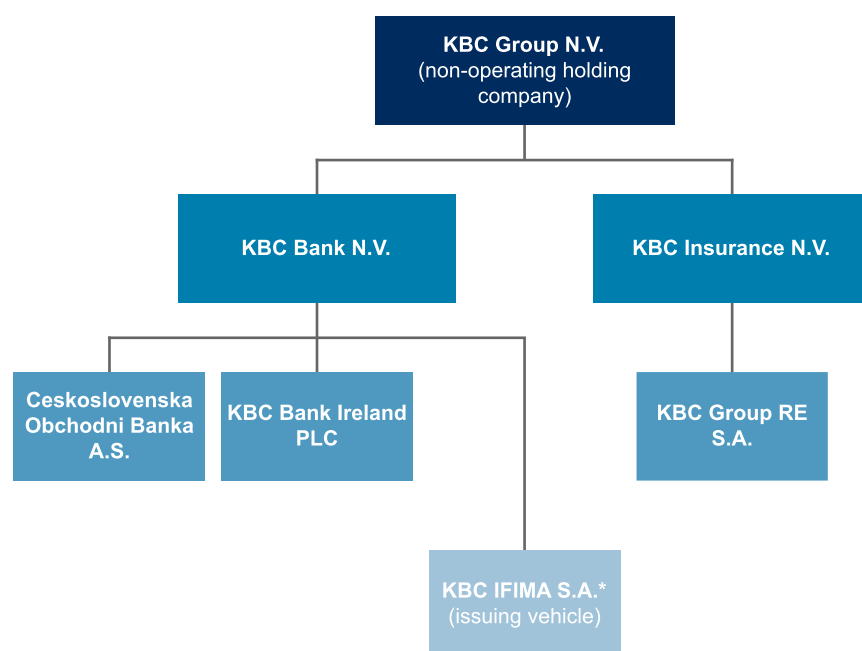 KBC Group N.V.
(non-operating holding
company)
KBC Bank N.V.
KBC Insurance N.V.
Ceskoslovenska
Obchodni Banka
A.S.
KBC Bank Ireland
PLC
KBC Group RE
S.A.
KBC IFIMA S.A.*
(issuing vehicle)